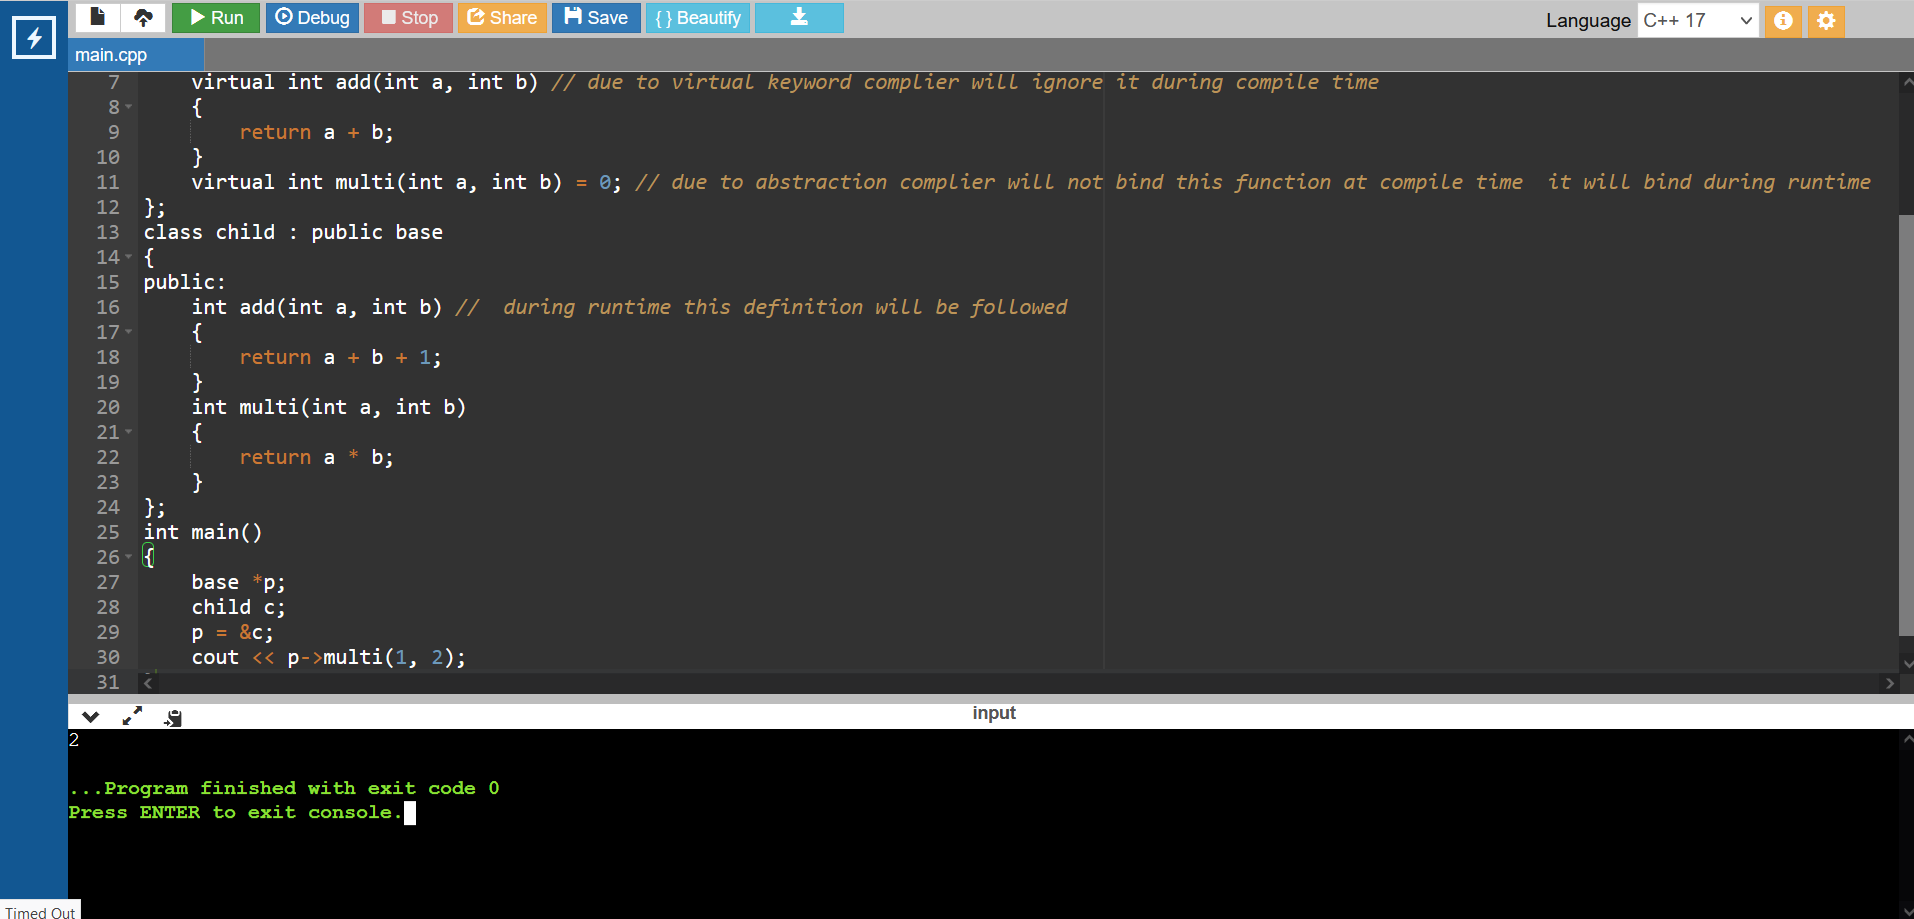 Run Debug Stop Share Save { } Beautify Language C++ 17
main.cpp
7 virtual int add(int a, int b) // due to virtual keyword complier will ignore it during compile time
8 {
9 return a + b;
10 }
11 virtual int multi(int a, int b) = 0; // due to abstraction complier will not bind this function at compile time  it will bind during runtime
12 };
13 class child : public base
14 {
15 public:
16 int add(int a, int b) //  during runtime this definition will be followed
17 {
18 return a + b + 1;
19 }
20 int multi(int a, int b)
21 {
22 return a * b;
23 }
24 };
25 int main()
26 {
27 base *p;
28 child c;
29 p = &c;
30 cout << p->multi(1, 2);
31
input
2
...Program finished with exit code 0
Press ENTER to exit console.
Timed Out